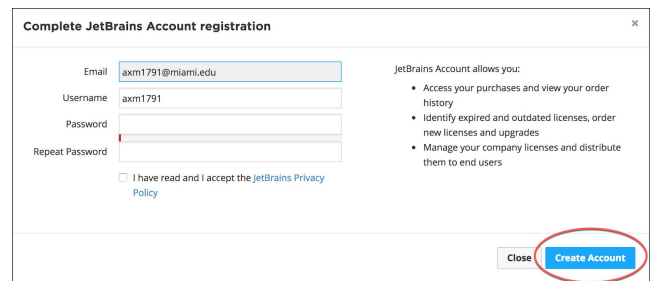 Complete JetBrains Account registration
×
Email axm1791@miami.edu
Username axm1791
Password
Repeat Password
I have read and I accept the JetBrains Privacy
Policy
JetBrains Account allows you:
• Access your purchases and view your order
history
• Identify expired and outdated licenses, order
new licenses and upgrades
• Manage your company licenses and distribute
them to end users
Close Create Account